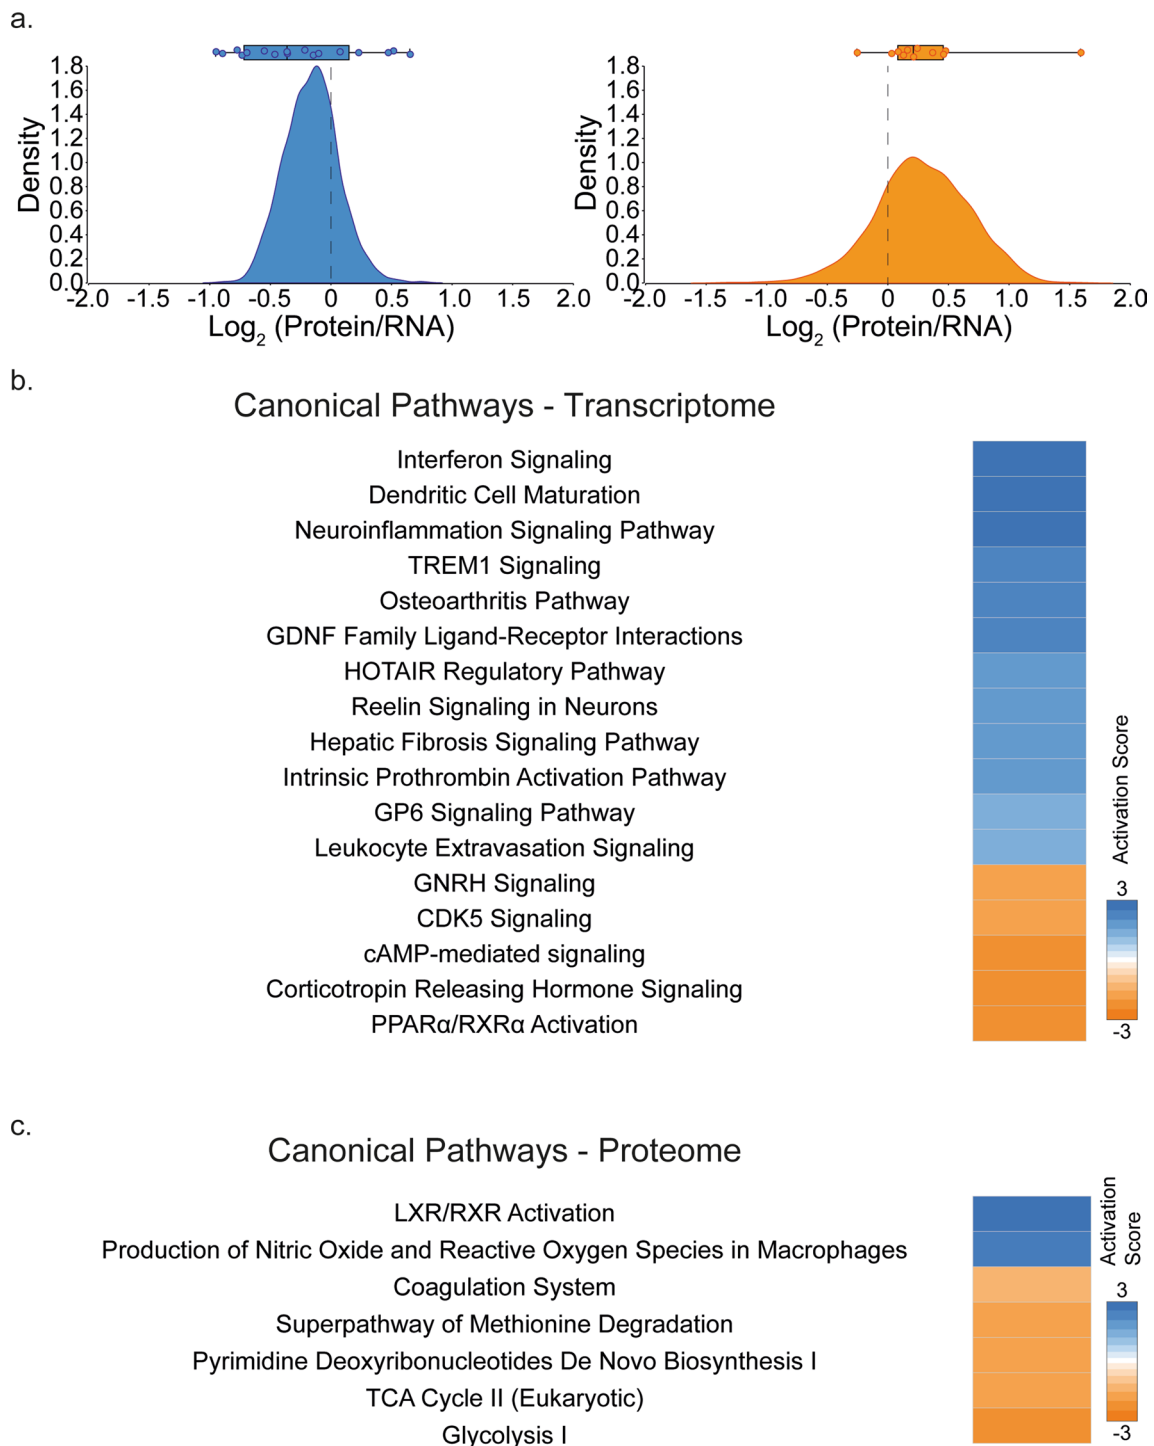 a.
1.8
1.6
1.4
1.2
1.0
0.8
0.6
0.4
0.2
0.0
Density
-2.0 -1.5 -1.0 -0.5 0 0.5 1.0 1.5 2.0
Log2 (Protein/RNA)
1.8
1.6
1.4
1.2
1.0
0.8
0.6
0.4
0.2
0.0
Density
-2.0 -1.5 -1.0 -0.5 0 0.5 1.0 1.5 2.0
Log2 (Protein/RNA)
b.
Canonical Pathways - Transcriptome
Interferon Signaling
Dendritic Cell Maturation
Neuroinflammation Signaling Pathway
TREM1 Signaling
Osteoarthritis Pathway
GDNF Family Ligand-Receptor Interactions
HOTAIR Regulatory Pathway
Reelin Signaling in Neurons
Hepatic Fibrosis Signaling Pathway
Intrinsic Prothrombin Activation Pathway
GP6 Signaling Pathway
Leukocyte Extravasation Signaling
GNRH Signaling
CDK5 Signaling
cAMP-mediated signaling
Corticotropin Releasing Hormone Signaling
PPARα/RXRα Activation
Activation Score
3
-3
c.
Canonical Pathways - Proteome
LXR/RXR Activation
Production of Nitric Oxide and Reactive Oxygen Species in Macrophages
Coagulation System
Superpathway of Methionine Degradation
Pyrimidine Deoxyribonucleotides De Novo Biosynthesis I
TCA Cycle II (Eukaryotic)
Glycolysis I
Activation
Score
3
-3